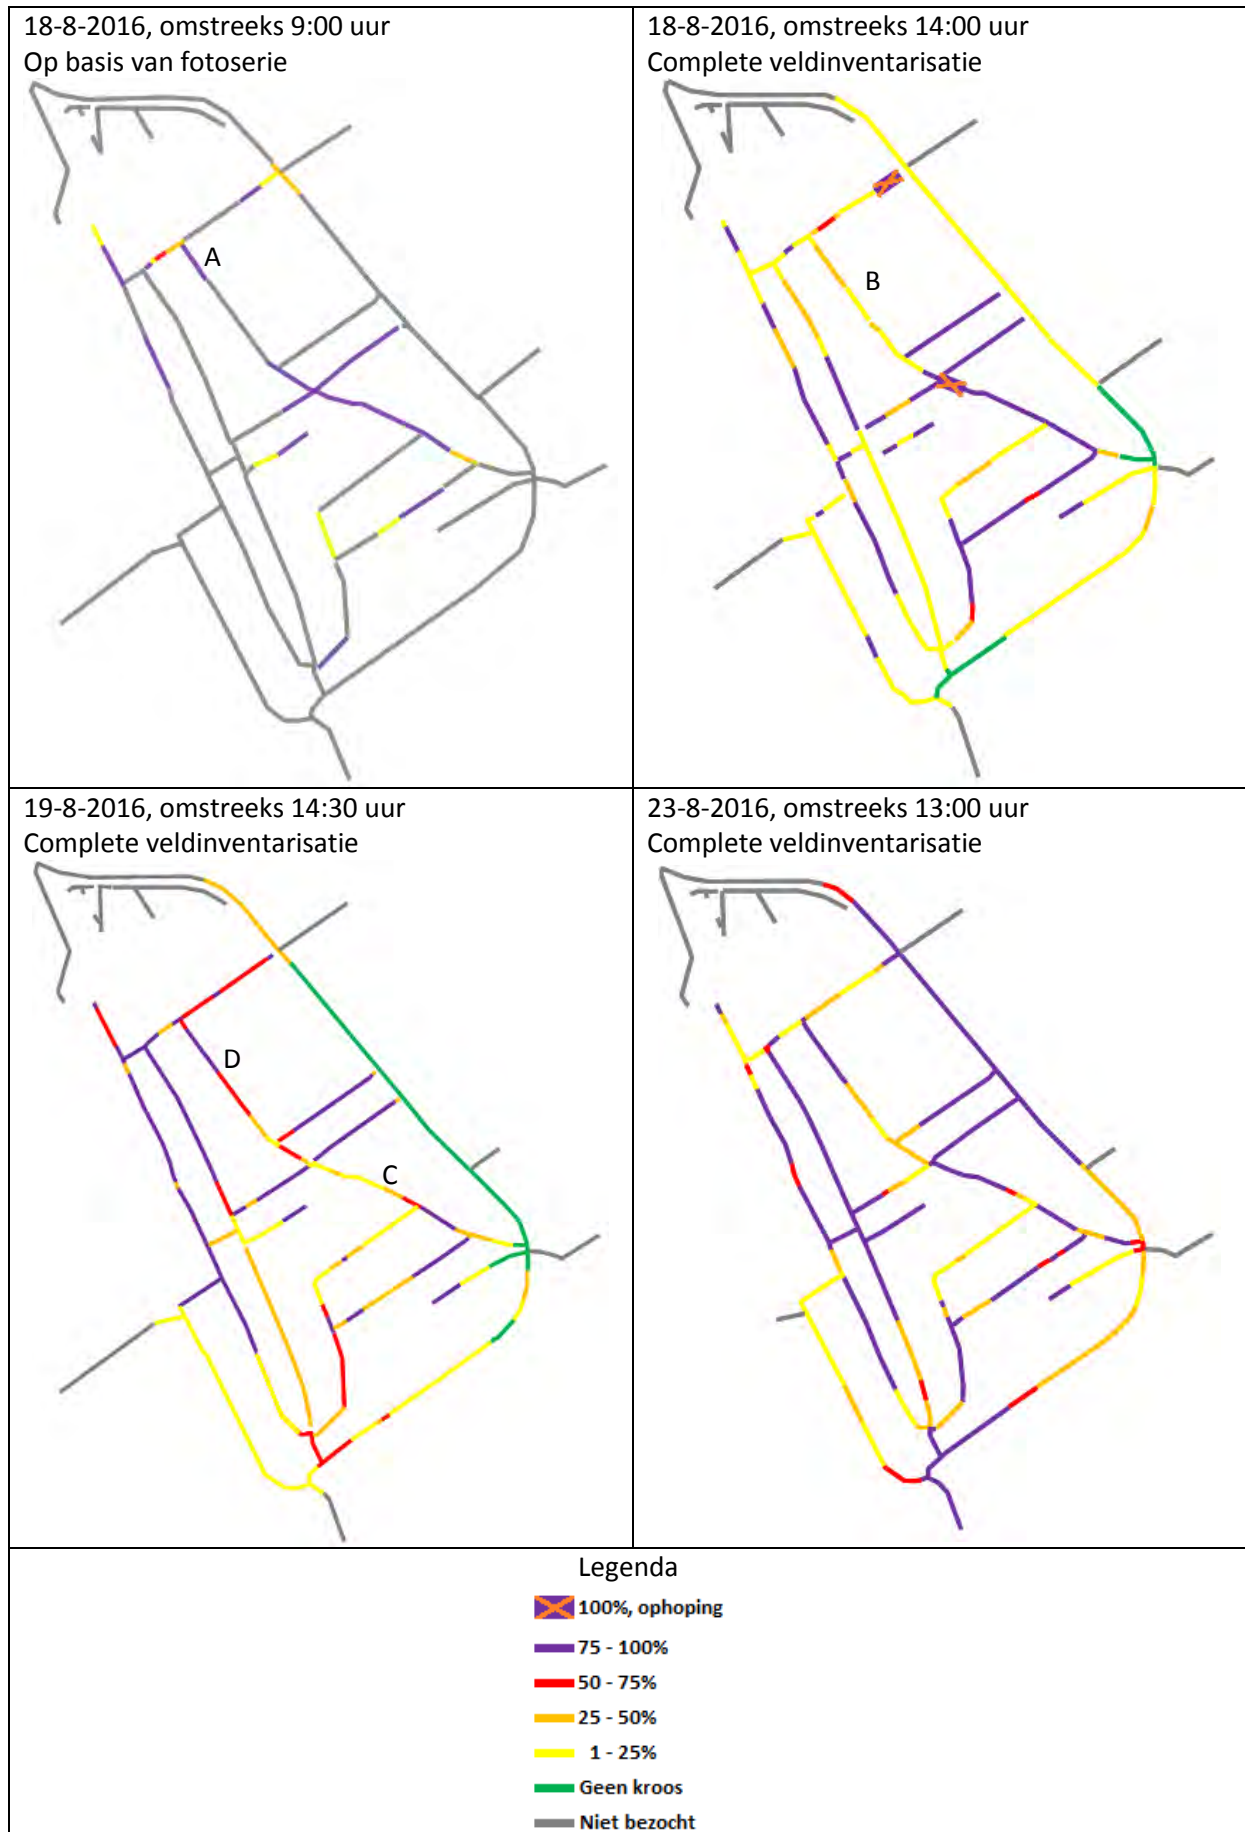 18-8-2016, omstreeks 9:00 uur
Op basis van fotoserie
A
18-8-2016, omstreeks 14:00 uur
Complete veldinventarisatie
B
19-8-2016, omstreeks 14:30 uur
Complete veldinventarisatie
D
C
23-8-2016, omstreeks 13:00 uur
Complete veldinventarisatie
Legenda
100%, ophoping
75 - 100%
50 - 75%
25 - 50%
1 - 25%
Geen kroos
Niet bezocht